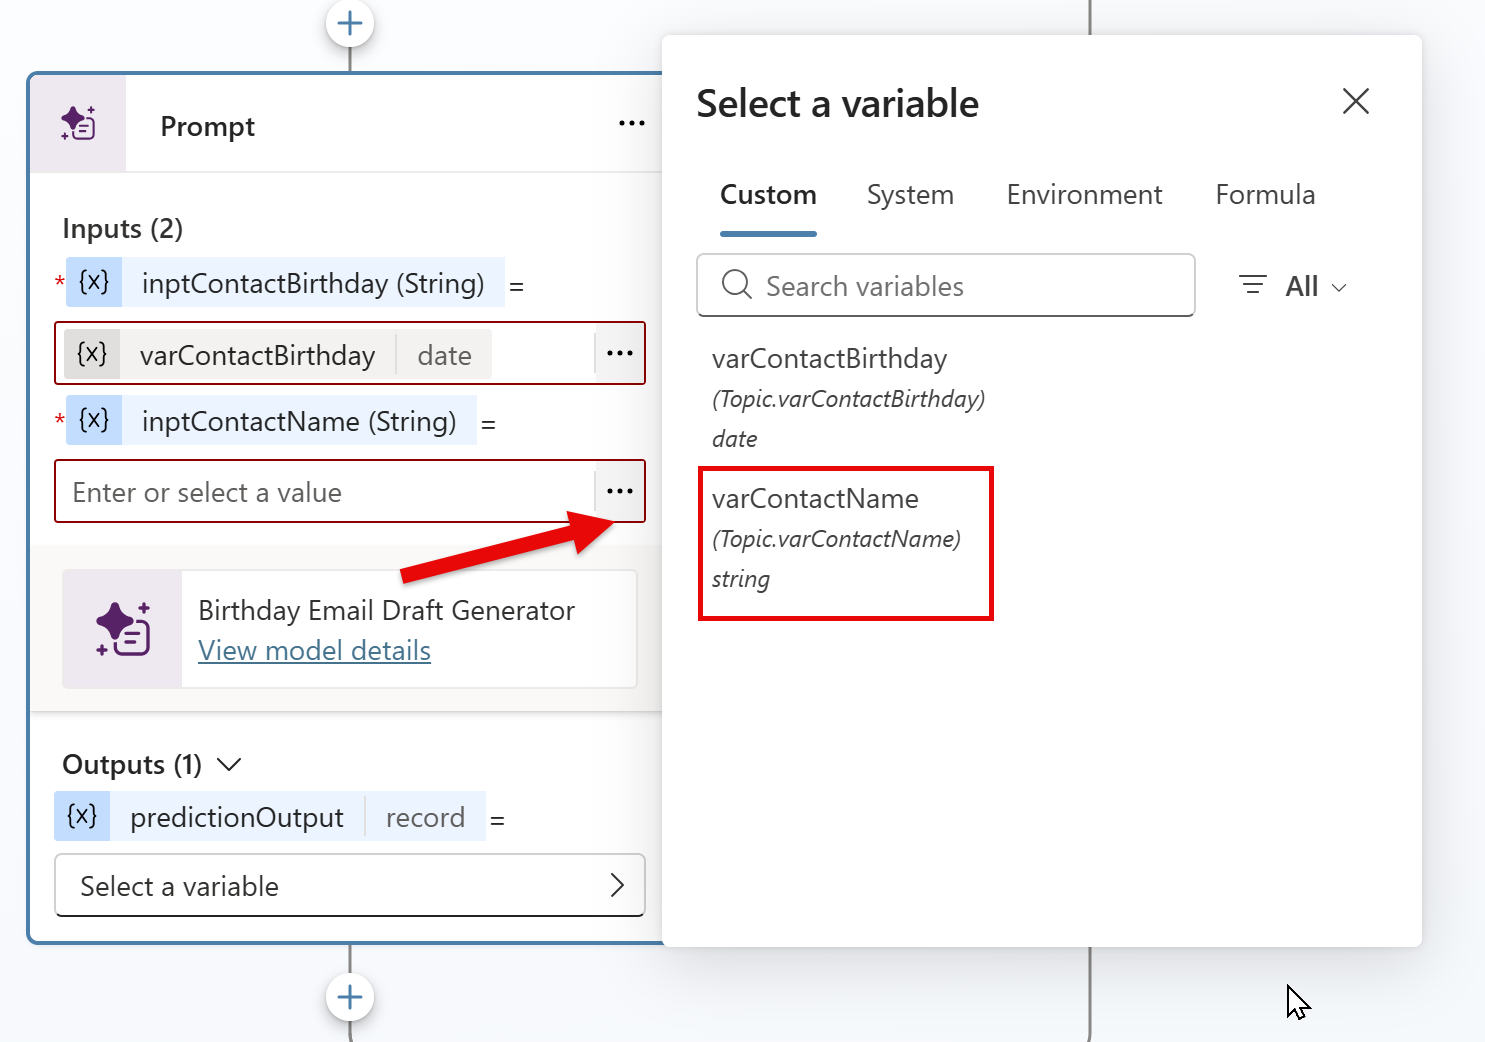 Prompt
Inputs (2)
* {x} inptContactBirthday (String) =
{x} varContactBirthday date
* {x} inptContactName (String) =
Enter or select a value
Birthday Email Draft Generator
View model details
Outputs (1)
{x} predictionOutput record =
Select a variable
Select a variable
Custom System Environment Formula
Search variables
All
varContactBirthday
(Topic.varContactBirthday)
date
varContactName
(Topic.varContactName)
string